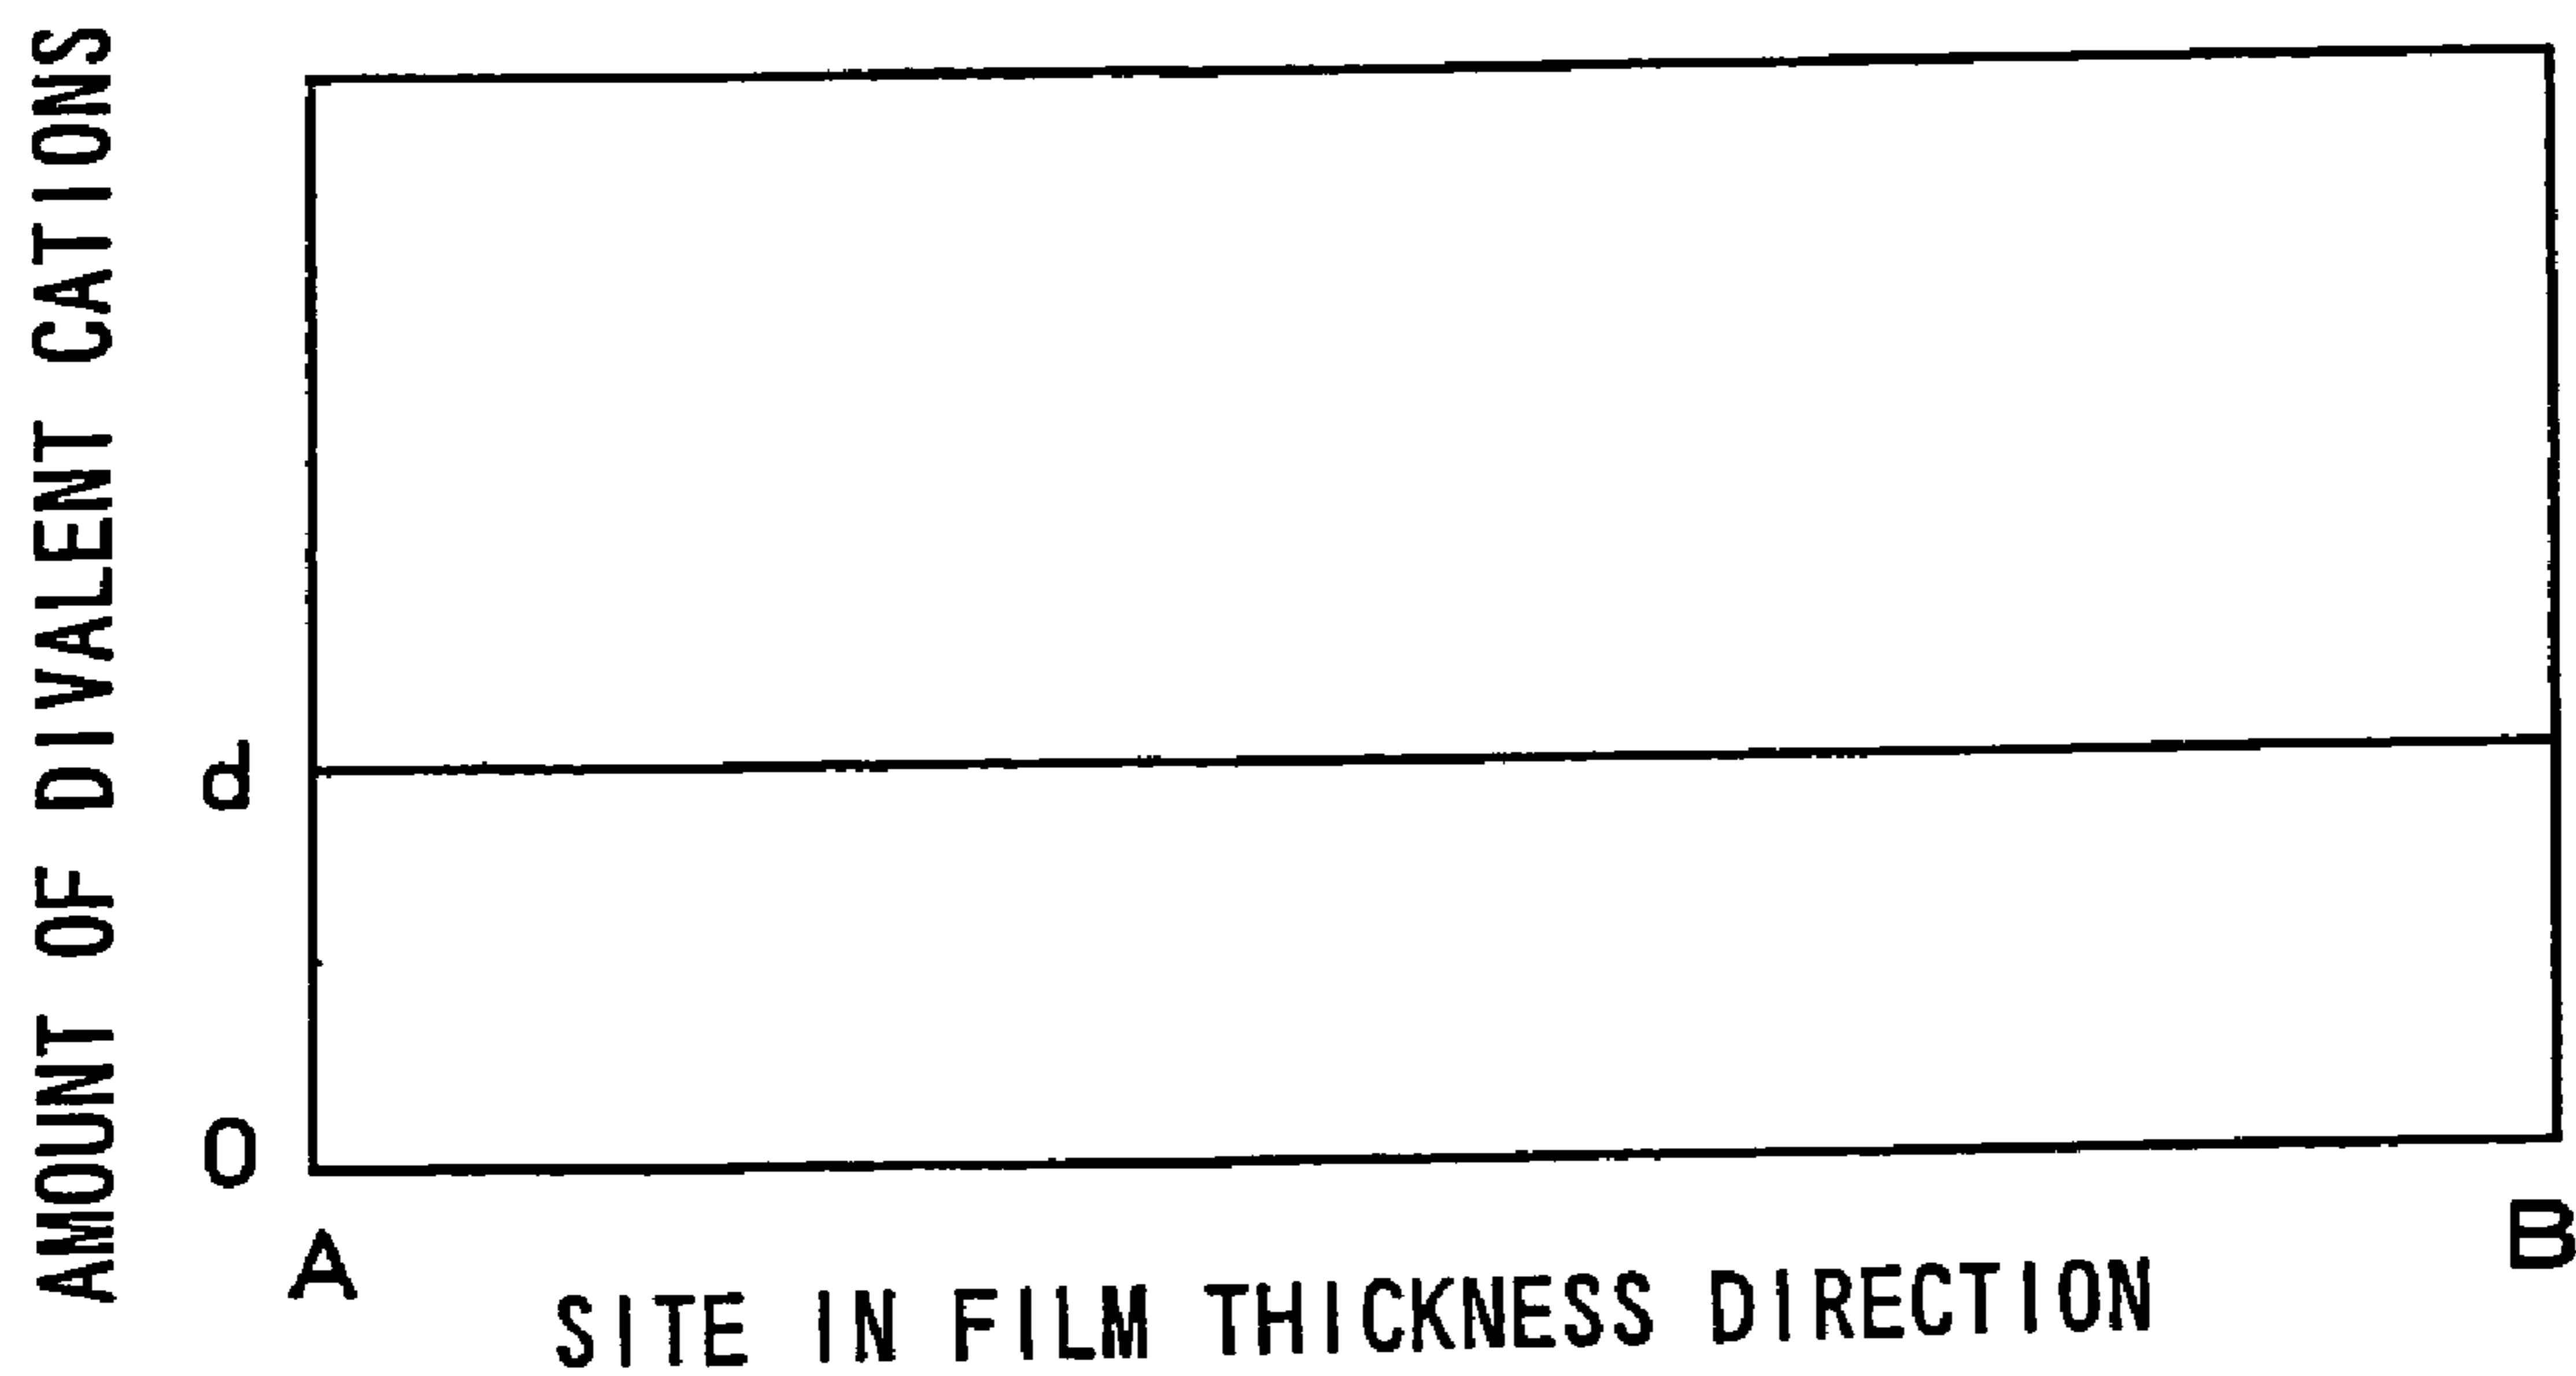 AMOUNT OF DIVALENT CATIONS
d
0
A
B
SITE IN FILM THICKNESS DIRECTION